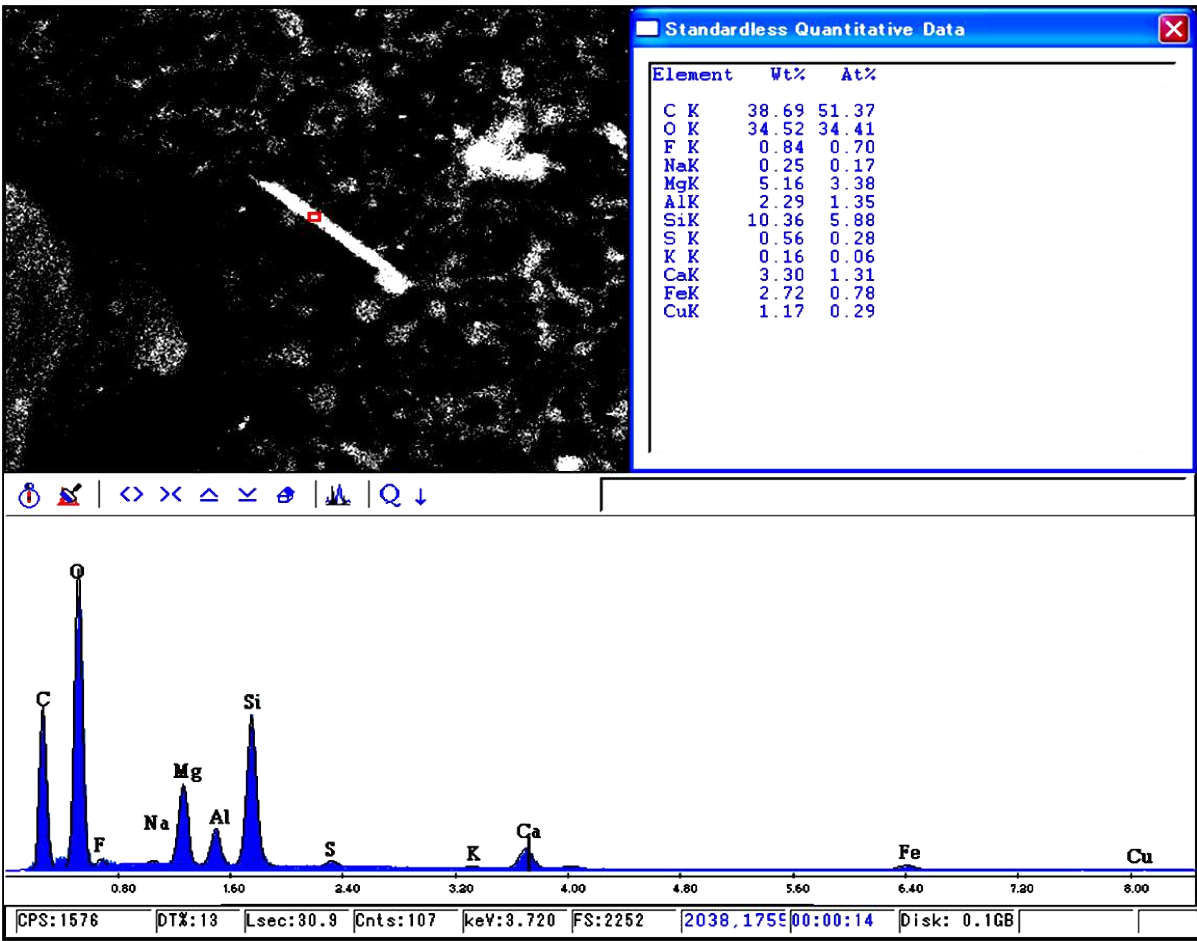 Standardless Quantitative Data
Element Wt% At%
C K 38.69 51.37
O K 34.52 34.41
F K 0.84 0.70
NaK 0.25 0.17
MgK 5.16 3.38
AlK 2.29 1.35
SiK 10.36 5.88
S K 0.56 0.28
K K 0.16 0.06
CaK 3.30 1.31
FeK 2.72 0.78
CuK 1.17 0.29
Q
O
C
Si
Mg
Na
Al
F
S
K
Ca
Fe
Cu
0.80 1.60 2.40 3.20 4.00 4.80 5.60 6.40 7.20 8.00
CPS:1576 DT%:13 Lsec:30.9 Cnts:107 keV:3.720 FS:2252 2038,1755 00:00:14 Disk: 0.1GB